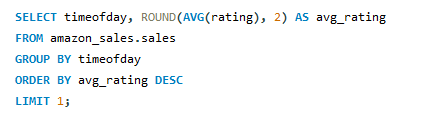 SELECT timeofday, ROUND(AVG(rating), 2) AS avg_rating
FROM amazon_sales.sales
GROUP BY timeofday
ORDER BY avg_rating DESC
LIMIT 1;